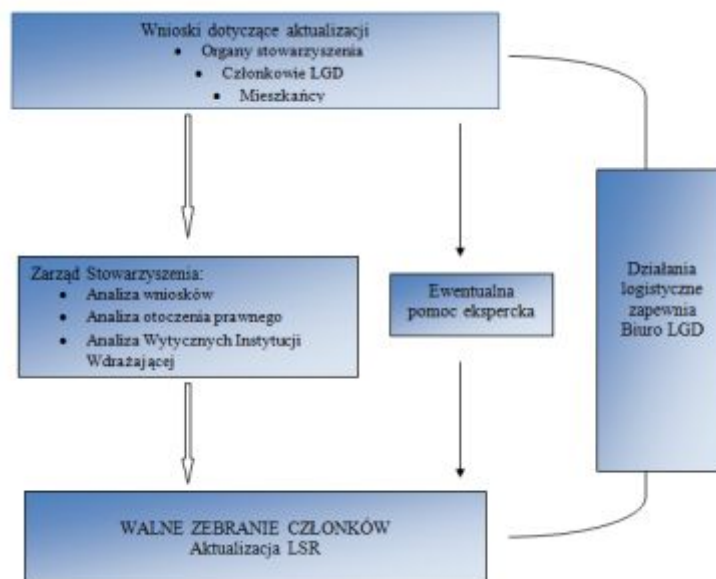 Wnioski dotyczące aktualizacji
• Organy stowarzyszenia
• Członkowie LGD
• Mieszkańcy
Zarząd Stowarzyszenia:
• Analiza wniosków
• Analiza otoczenia prawnego
• Analiza Wytycznych Instytucji
Wdrażającej
Ewentualna
pomoc ekspercka
Działania
logistyczne
zapewnia
Biuro LGD
WALNE ZEBRANIE CZŁONKÓW
Aktualizacja LSR